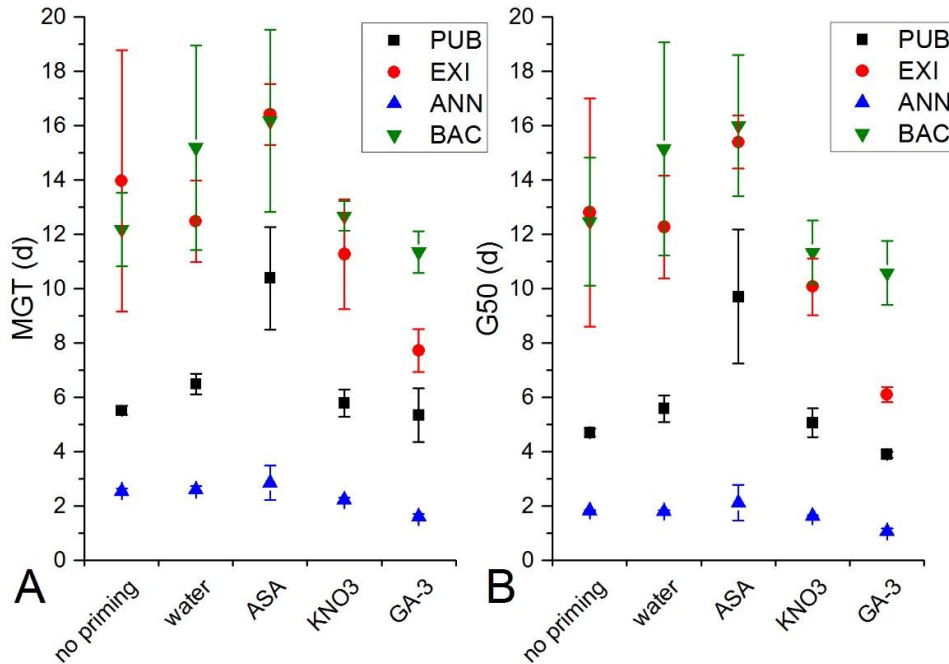 20
18
16
14
12
10
8
6
4
2
0
MGT (d)
PUB
EXI
ANN
BAC
no priming
water
ASA
KNO3
GA-3
A
20
18
16
14
12
10
8
6
4
2
0
G50 (d)
PUB
EXI
ANN
BAC
no priming
water
ASA
KNO3
GA-3
B